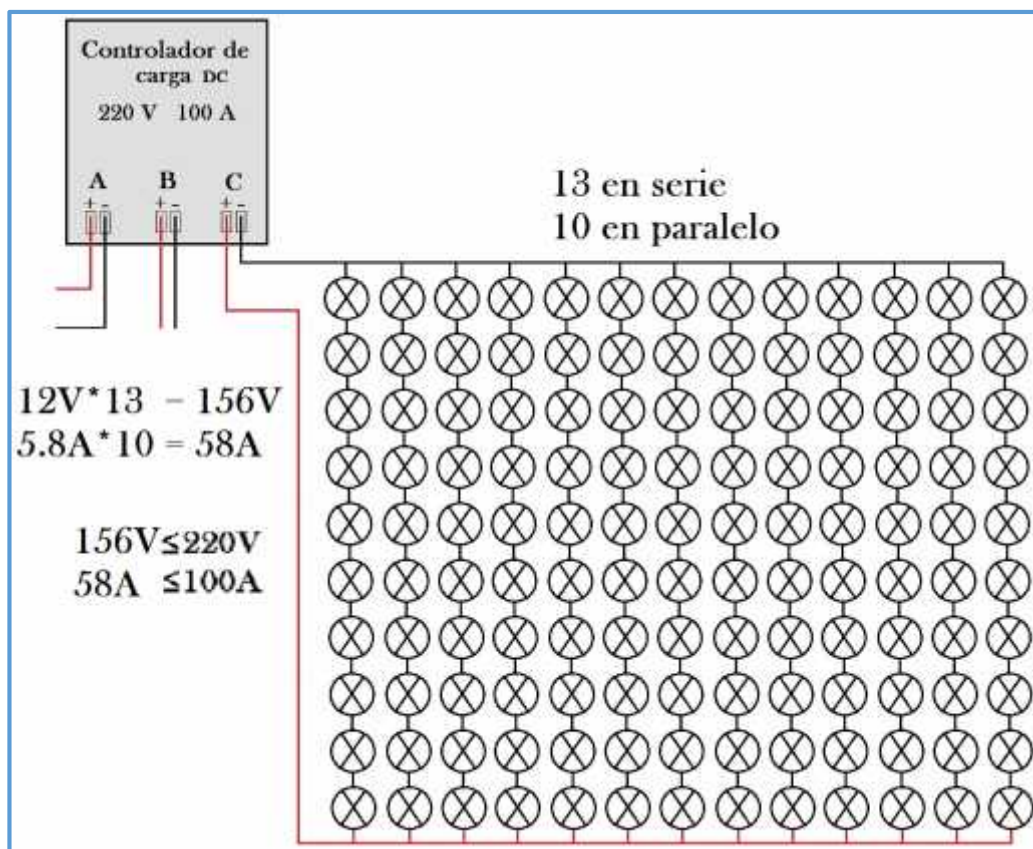 Controlador de
carga DC
220 V 100 A
A B C
+ - + - + -
13 en serie
10 en paralelo
12V*13 - 156V
5.8A*10 = 58A
156V≤220V
58A ≤100A